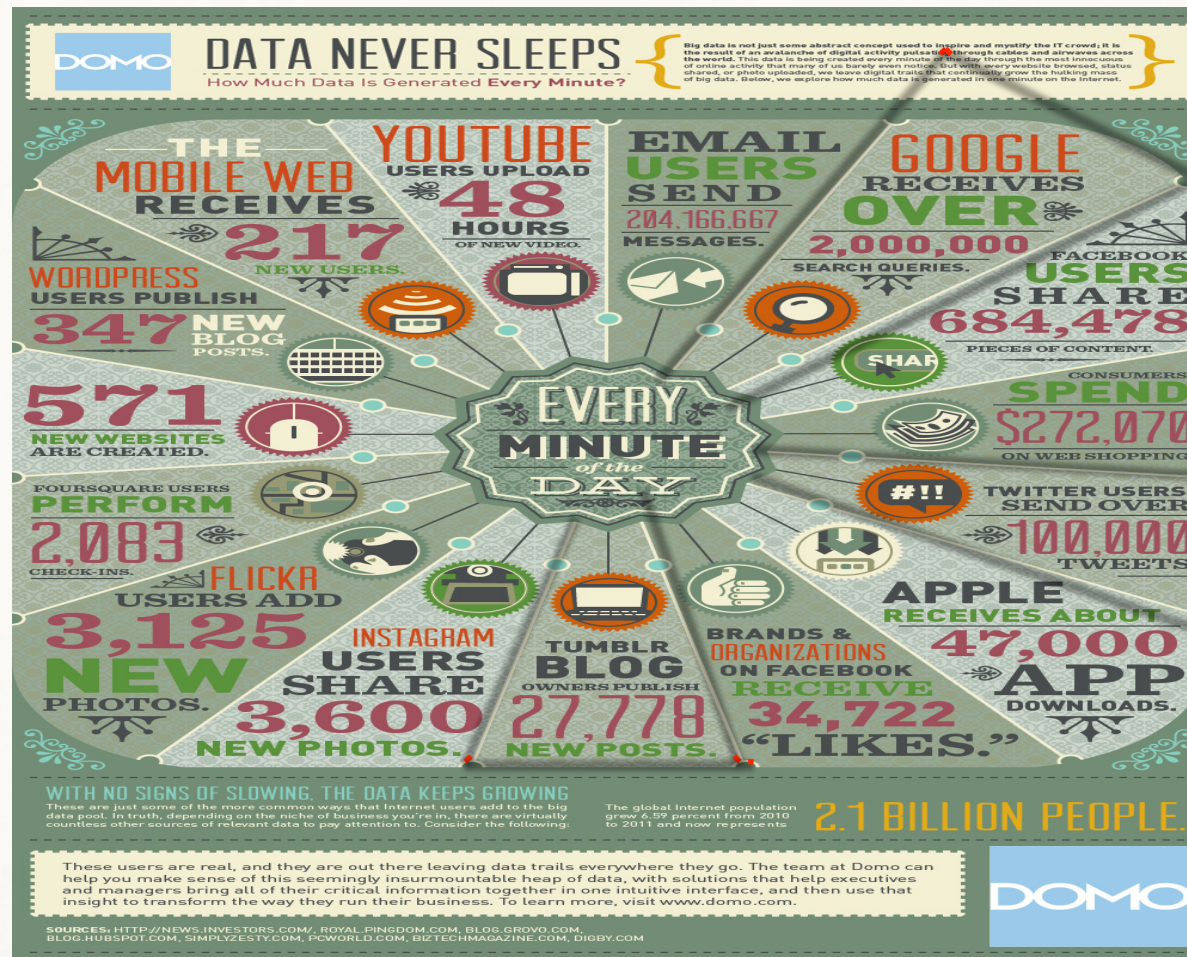 DOMO
DATA NEVER SLEEPS
How Much Data Is Generated Every Minute?
Big data is not just some abstract concept used to inspire and mystify the IT crowd; it is
the result of an avalanche of digital activity pulsating through cables and airwaves across
the world. This data is being created every minute of the day through the most innocuous
of online activity that many of us barely even notice. But with every website browsed, status
shared, or photo uploaded, we leave digital trails that continually grow the hulking mass
of big data. Below, we explore how much data is generated in one minute on the Internet.
THE
MOBILE WEB
RECEIVES
217
NEW USERS.
YOUTUBE
USERS UPLOAD
48
HOURS
OF NEW VIDEO.
EMAIL
USERS
SEND
204,166,667
MESSAGES.
GOOGLE
RECEIVES
OVER
2,000,000
SEARCH QUERIES.
FACEBOOK
USERS
SHARE
684,478
PIECES OF CONTENT.
SHAR
CONSUMERS
SPEND
$272,070
ON WEB SHOPPING
#!!
TWITTER USERS
SEND OVER
100,000
TWEETS
APPLE
RECEIVES ABOUT
47,000
APP
DOWNLOADS.
BRANDS &
ORGANIZATIONS
ON FACEBOOK
RECEIVE
34,722
“LIKES.”
TUMBLR
BLOG
OWNERS PUBLISH
27,778
NEW POSTS.
INSTAGRAM
USERS
SHARE
3,600
NEW PHOTOS.
FLICKR
USERS ADD
3,125
NEW
PHOTOS.
FOURSQUARE USERS
PERFORM
2,083
CHECK-INS.
571
NEW WEBSITES
ARE CREATED.
WORDPRESS
USERS PUBLISH
347 NEW
BLOG
POSTS.
EVERY
MINUTE
of the
DAY
WITH NO SIGNS OF SLOWING, THE DATA KEEPS GROWING
These are just some of the more common ways that Internet users add to the big
data pool. In truth, depending on the niche of business you're in, there are virtually
countless other sources of relevant data to pay attention to. Consider the following:
The global Internet population
grew 6.59 percent from 2010
to 2011 and now represents
2.1 BILLION PEOPLE.
These users are real, and they are out there leaving data trails everywhere they go. The team at Domo can
help you make sense of this seemingly insurmountable heap of data, with solutions that help executives
and managers bring all of their critical information together in one intuitive interface, and then use that
insight to transform the way they run their business. To learn more, visit www.domo.com.
SOURCES: HTTP://NEWS.INVESTORS.COM/, ROYAL.PINGDOM.COM, BLOG.GROVO.COM,
BLOG.HUBSPOT.COM, SIMPLYZESTY.COM, PCWORLD.COM, BIZTECHMAGAZINE.COM, DIGBY.COM
DOMO